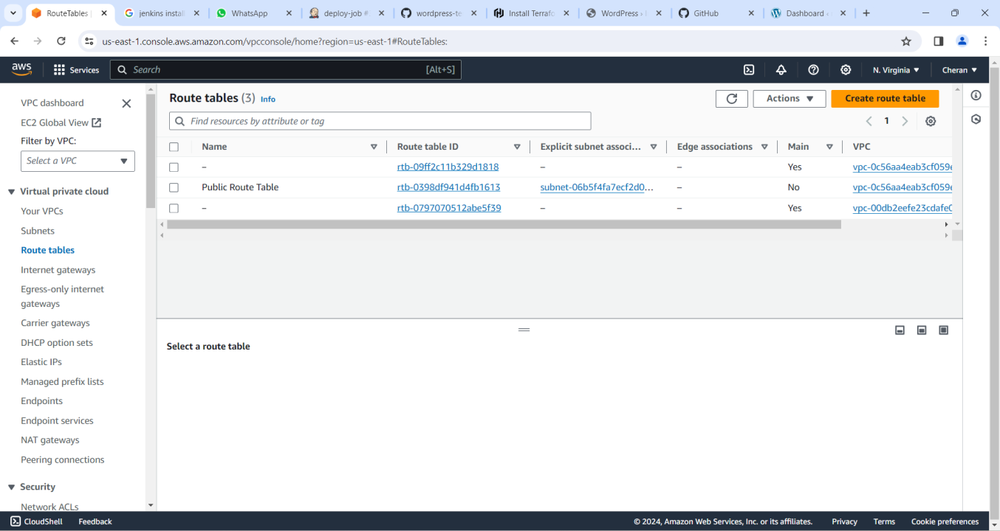 RouteTables |
jenkins instal
WhatsApp
deploy-job #
wordpress-te
Install Terrafo
WordPress ›
GitHub
Dashboard ‹
us-east-1.console.aws.amazon.com/vpcconsole/home?region=us-east-1#RouteTables:
aws
Services
Search
[Alt+S]
N. Virginia
Cheran
VPC dashboard
EC2 Global View
Filter by VPC:
Select a VPC
Virtual private cloud
Your VPCs
Subnets
Route tables
Internet gateways
Egress-only internet
gateways
Carrier gateways
DHCP option sets
Elastic IPs
Managed prefix lists
Endpoints
Endpoint services
NAT gateways
Peering connections
Security
Network ACLs
Route tables (3) Info
Actions
Create route table
Find resources by attribute or tag
1
Name Route table ID Explicit subnet associ... Edge associations Main VPC
– rtb-09ff2c11b329d1818 – – Yes vpc-0c56aa4eab3cf059e
Public Route Table rtb-0398df941d4fb1613 subnet-06b5f4fa7ecf2d0... – No vpc-0c56aa4eab3cf059e
– rtb-0797070512abe5f39 – – Yes vpc-00db2eefe23cdafe0
Select a route table
CloudShell Feedback
© 2024, Amazon Web Services, Inc. or its affiliates. Privacy Terms Cookie preferences